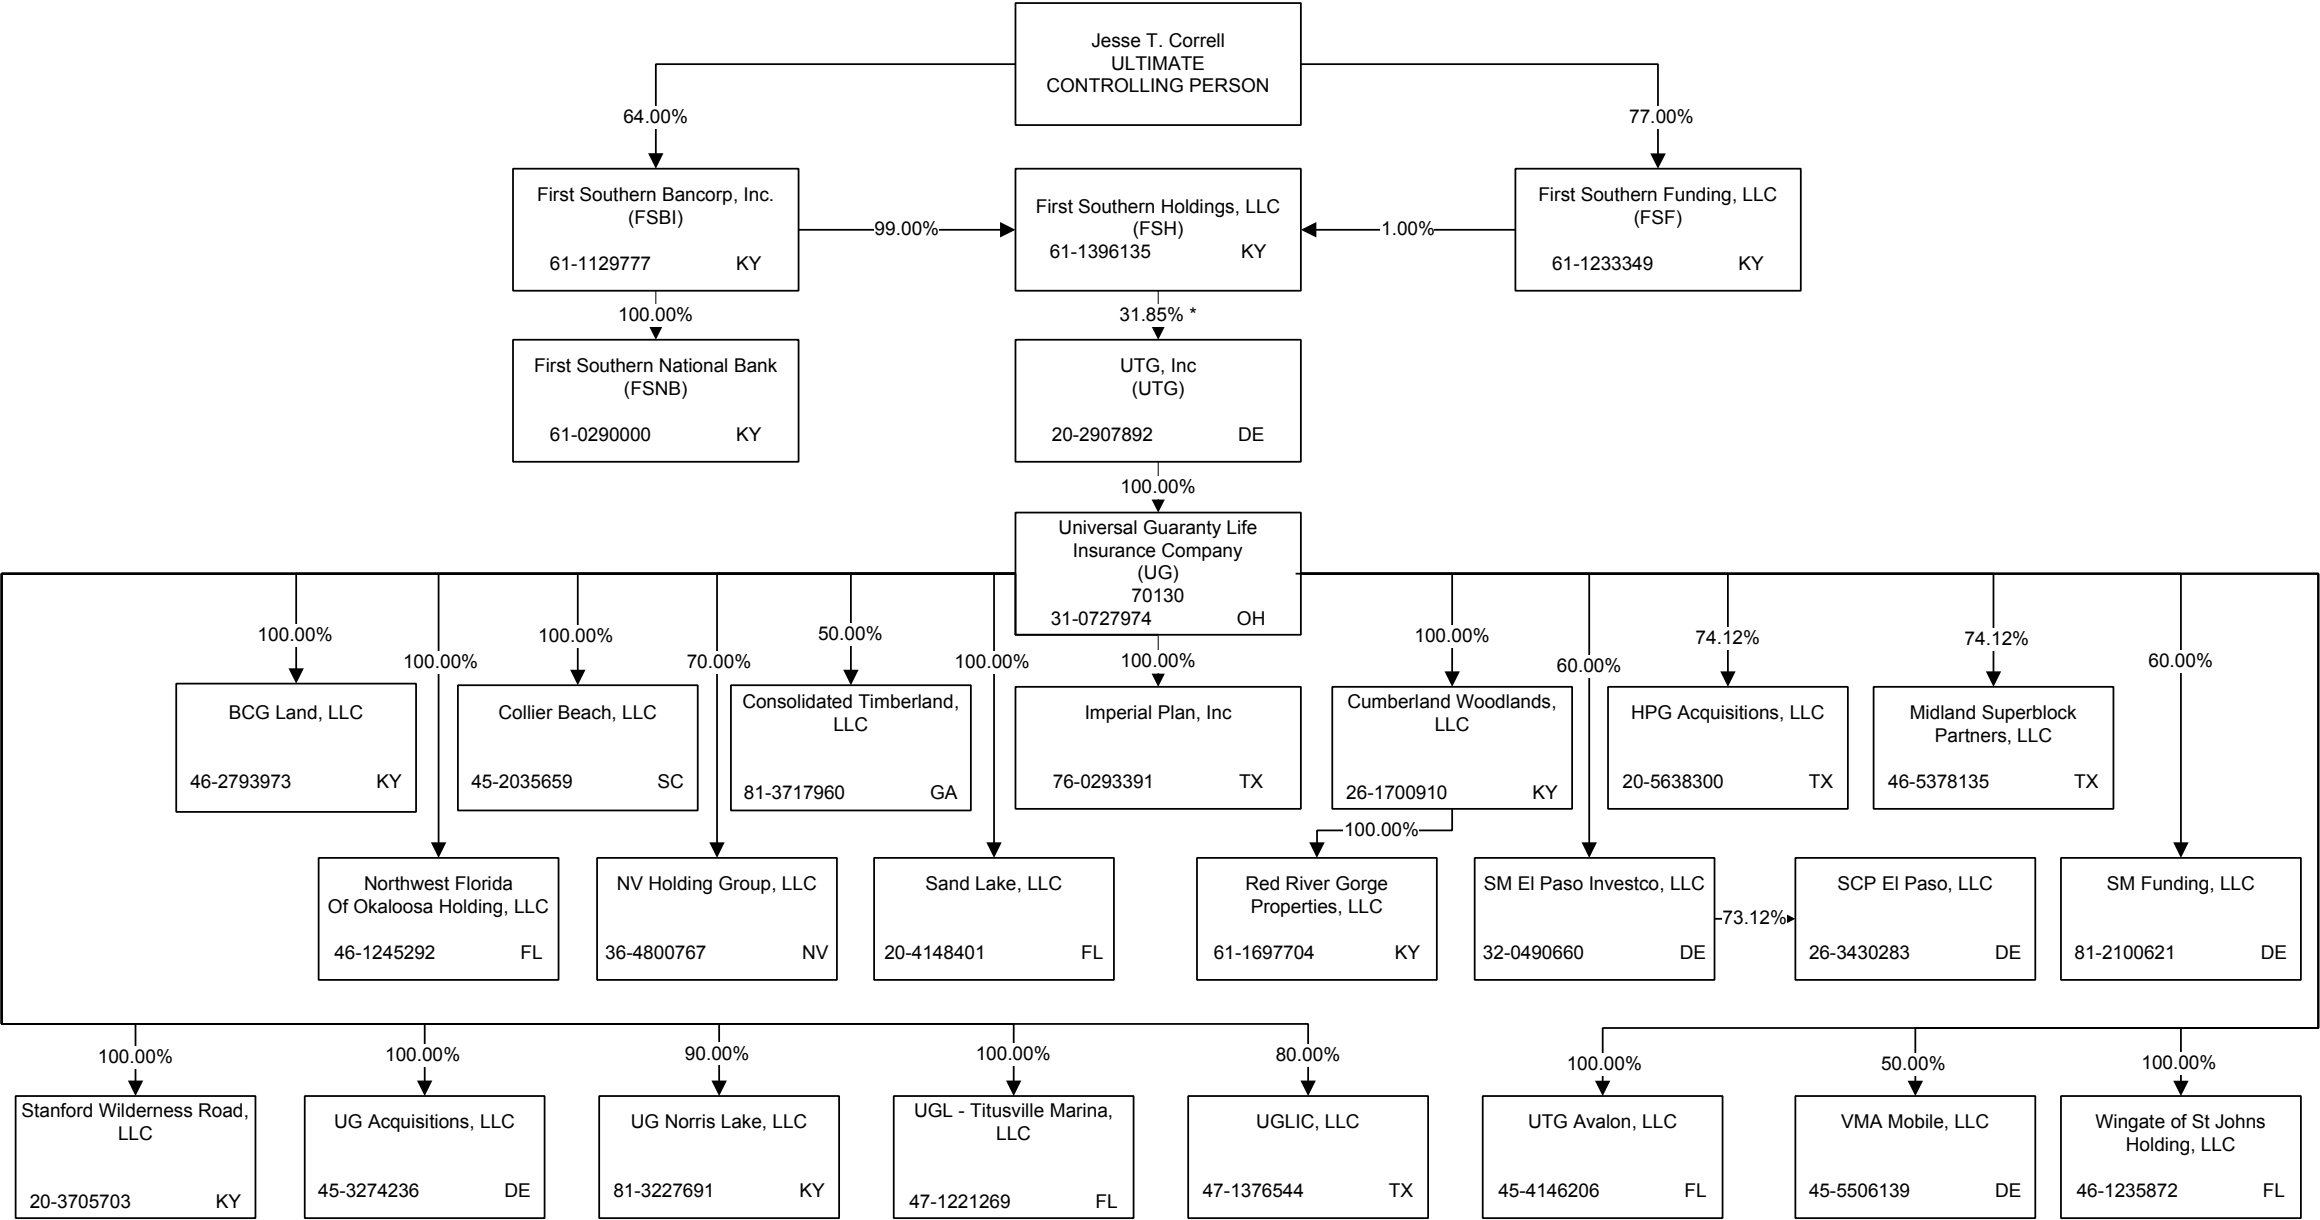 Jesse T. Correll
ULTIMATE
CONTROLLING PERSON
64.00%
77.00%
First Southern Bancorp, Inc.
(FSBI)
61-1129777 KY
99.00%
First Southern Holdings, LLC
(FSH)
61-1396135 KY
1.00%
First Southern Funding, LLC
(FSF)
61-1233349 KY
100.00%
31.85% *
First Southern National Bank
(FSNB)
61-0290000 KY
UTG, Inc
(UTG)
20-2907892 DE
100.00%
Universal Guaranty Life
Insurance Company
(UG)
70130
31-0727974 OH
100.00%
100.00%
100.00%
70.00%
50.00%
100.00%
100.00%
100.00%
60.00%
74.12%
74.12%
60.00%
BCG Land, LLC
46-2793973 KY
Collier Beach, LLC
45-2035659 SC
Consolidated Timberland,
LLC
81-3717960 GA
Imperial Plan, Inc
76-0293391 TX
Cumberland Woodlands,
LLC
26-1700910 KY
HPG Acquisitions, LLC
20-5638300 TX
Midland Superblock
Partners, LLC
46-5378135 TX
100.00%
Northwest Florida
Of Okaloosa Holding, LLC
46-1245292 FL
NV Holding Group, LLC
36-4800767 NV
Sand Lake, LLC
20-4148401 FL
Red River Gorge
Properties, LLC
61-1697704 KY
SM El Paso Investco, LLC
32-0490660 DE
73.12%
SCP El Paso, LLC
26-3430283 DE
SM Funding, LLC
81-2100621 DE
100.00%
100.00%
90.00%
100.00%
80.00%
100.00%
50.00%
100.00%
Stanford Wilderness Road,
LLC
20-3705703 KY
UG Acquisitions, LLC
45-3274236 DE
UG Norris Lake, LLC
81-3227691 KY
UGL - Titusville Marina,
LLC
47-1221269 FL
UGLIC, LLC
47-1376544 TX
UTG Avalon, LLC
45-4146206 FL
VMA Mobile, LLC
45-5506139 DE
Wingate of St Johns
Holding, LLC
46-1235872 FL